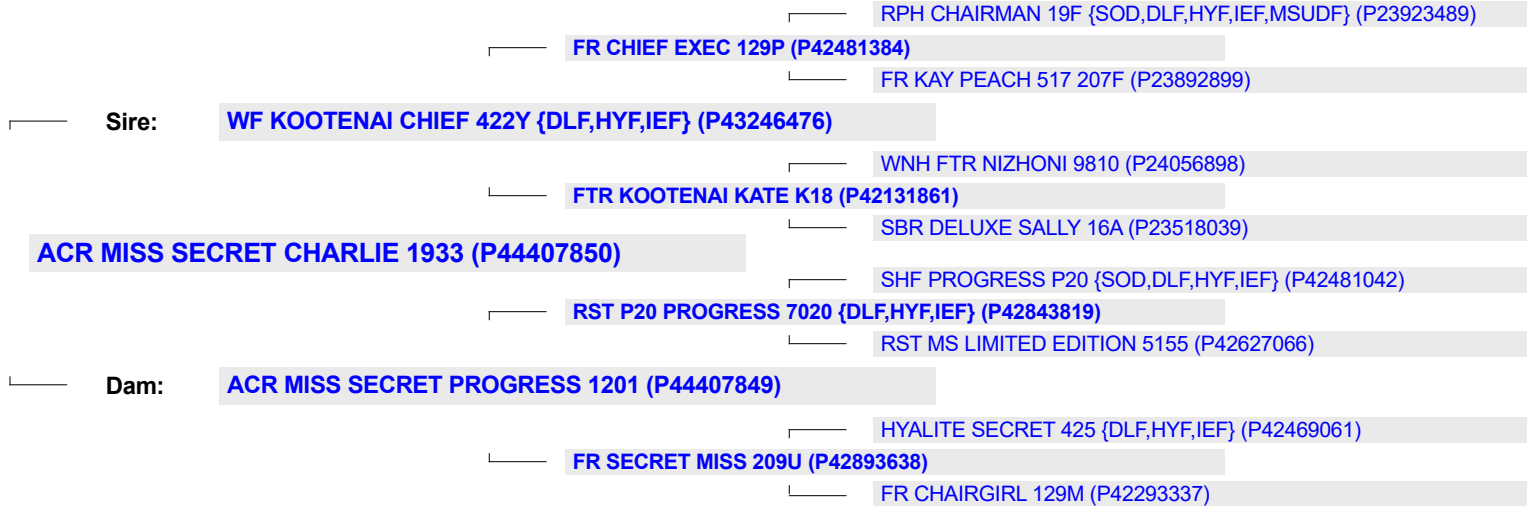 RPH CHAIRMAN 19F {SOD,DLF,HYF,IEF,MSUDF} (P23923489)
FR CHIEF EXEC 129P (P42481384)
FR KAY PEACH 517 207F (P23892899)
Sire: WF KOOTENAI CHIEF 422Y {DLF,HYF,IEF} (P43246476)
WNH FTR NIZHONI 9810 (P24056898)
FTR KOOTENAI KATE K18 (P42131861)
SBR DELUXE SALLY 16A (P23518039)
ACR MISS SECRET CHARLIE 1933 (P44407850)
SHF PROGRESS P20 {SOD,DLF,HYF,IEF} (P42481042)
RST P20 PROGRESS 7020 {DLF,HYF,IEF} (P42843819)
RST MS LIMITED EDITION 5155 (P42627066)
Dam: ACR MISS SECRET PROGRESS 1201 (P44407849)
HYALITE SECRET 425 {DLF,HYF,IEF} (P42469061)
FR SECRET MISS 209U (P42893638)
FR CHAIRGIRL 129M (P42293337)